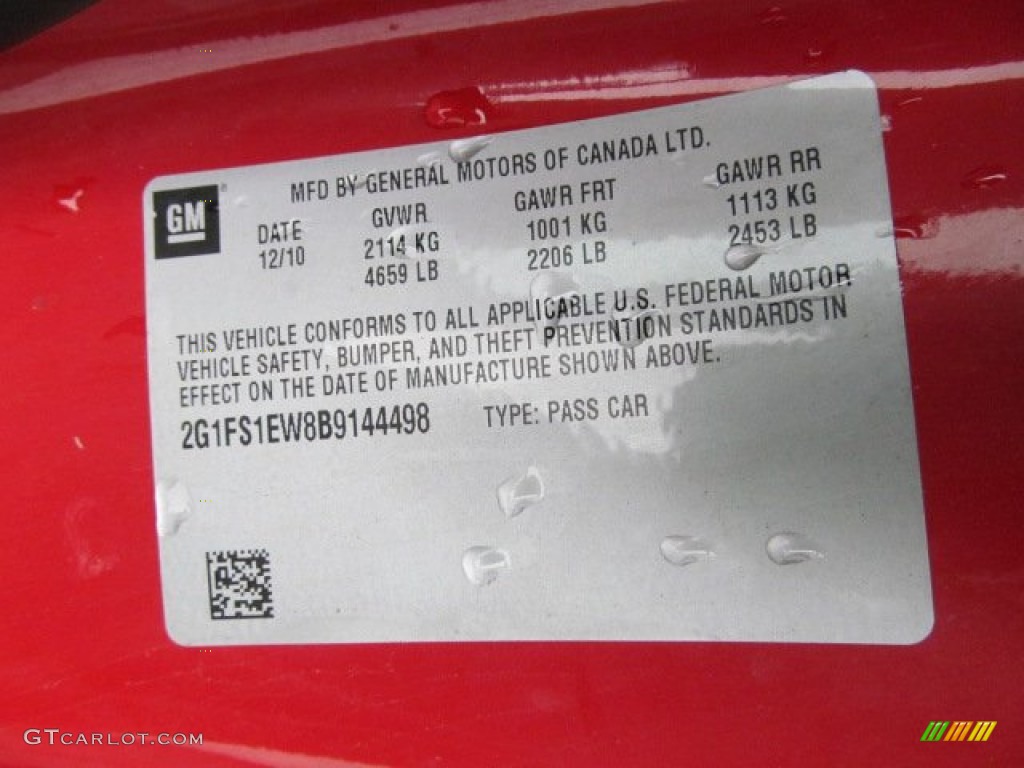 MFD BY GENERAL MOTORS OF CANADA LTD.
GM
DATE GVWR GAWR FRT GAWR RR
12/10 2114 KG 1001 KG 1113 KG
4659 LB 2206 LB 2453 LB
THIS VEHICLE CONFORMS TO ALL APPLICABLE U.S. FEDERAL MOTOR
VEHICLE SAFETY, BUMPER, AND THEFT PREVENTION STANDARDS IN
EFFECT ON THE DATE OF MANUFACTURE SHOWN ABOVE.
2G1FS1EW8B9144498 TYPE: PASS CAR
GTCARLOT.COM